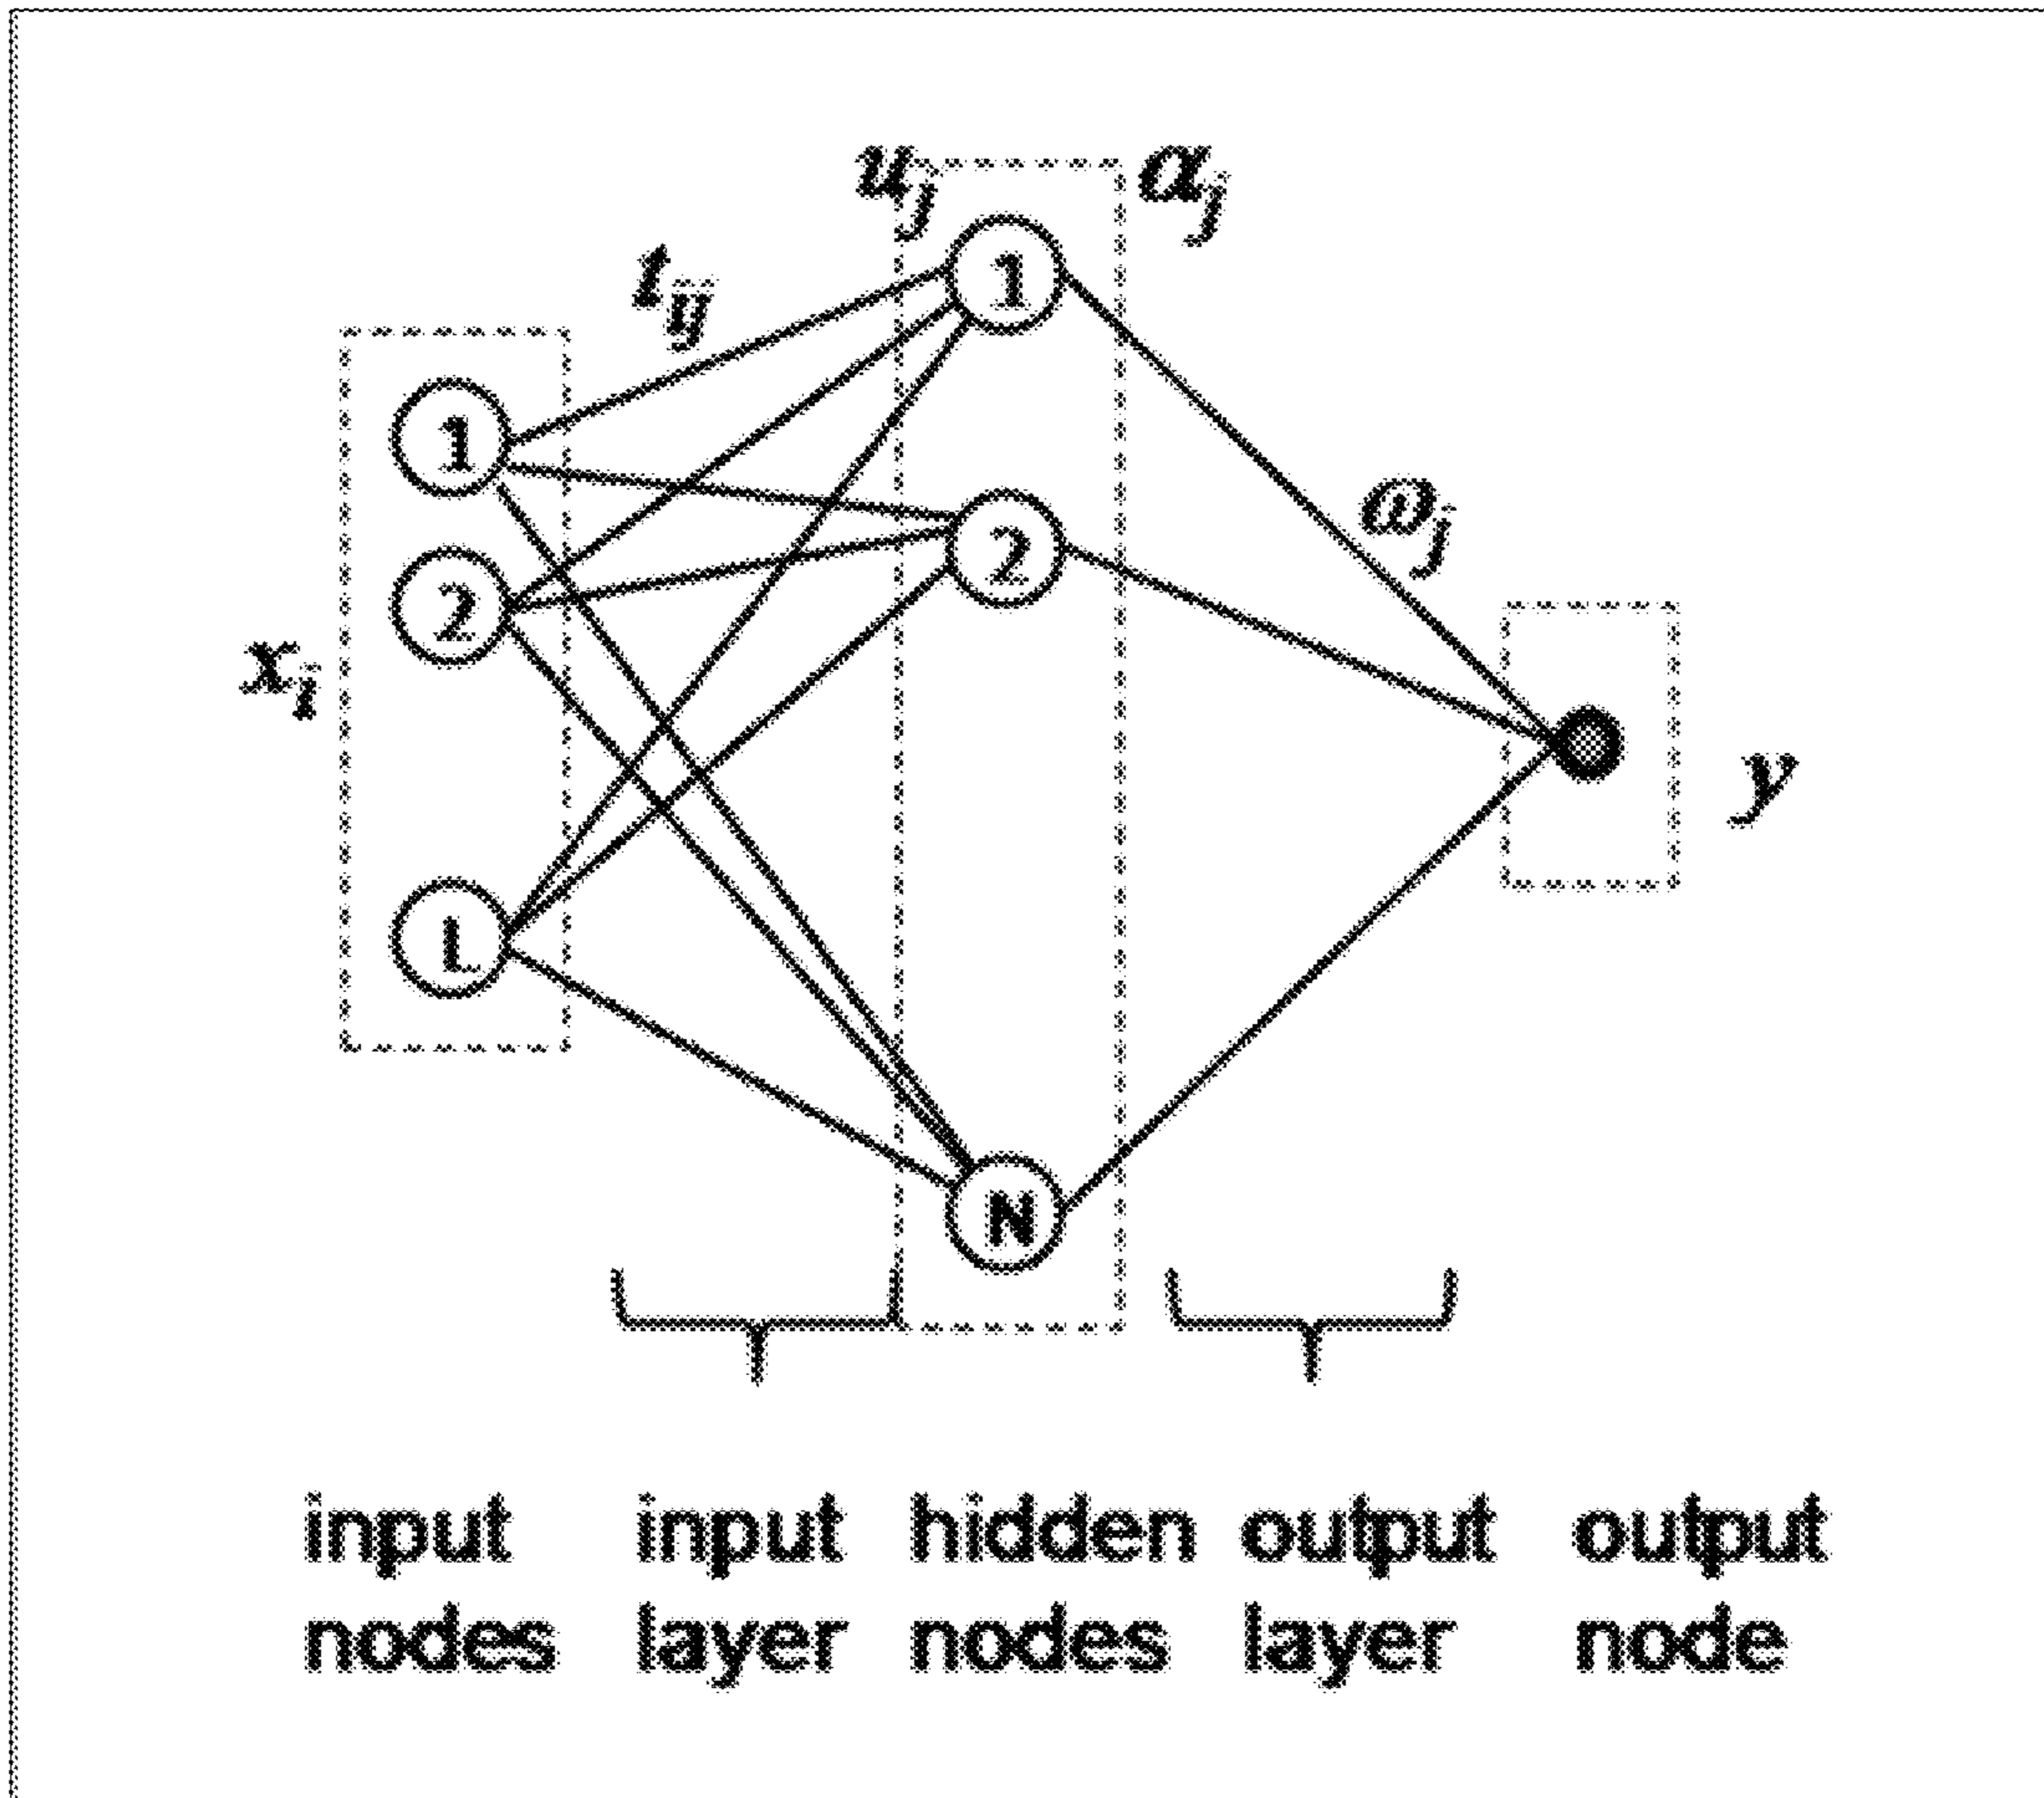 u_j α_j
t_ij
1
1
ω_j
2
2
x_i
y
L
N
input input hidden output output
nodes layer nodes layer node